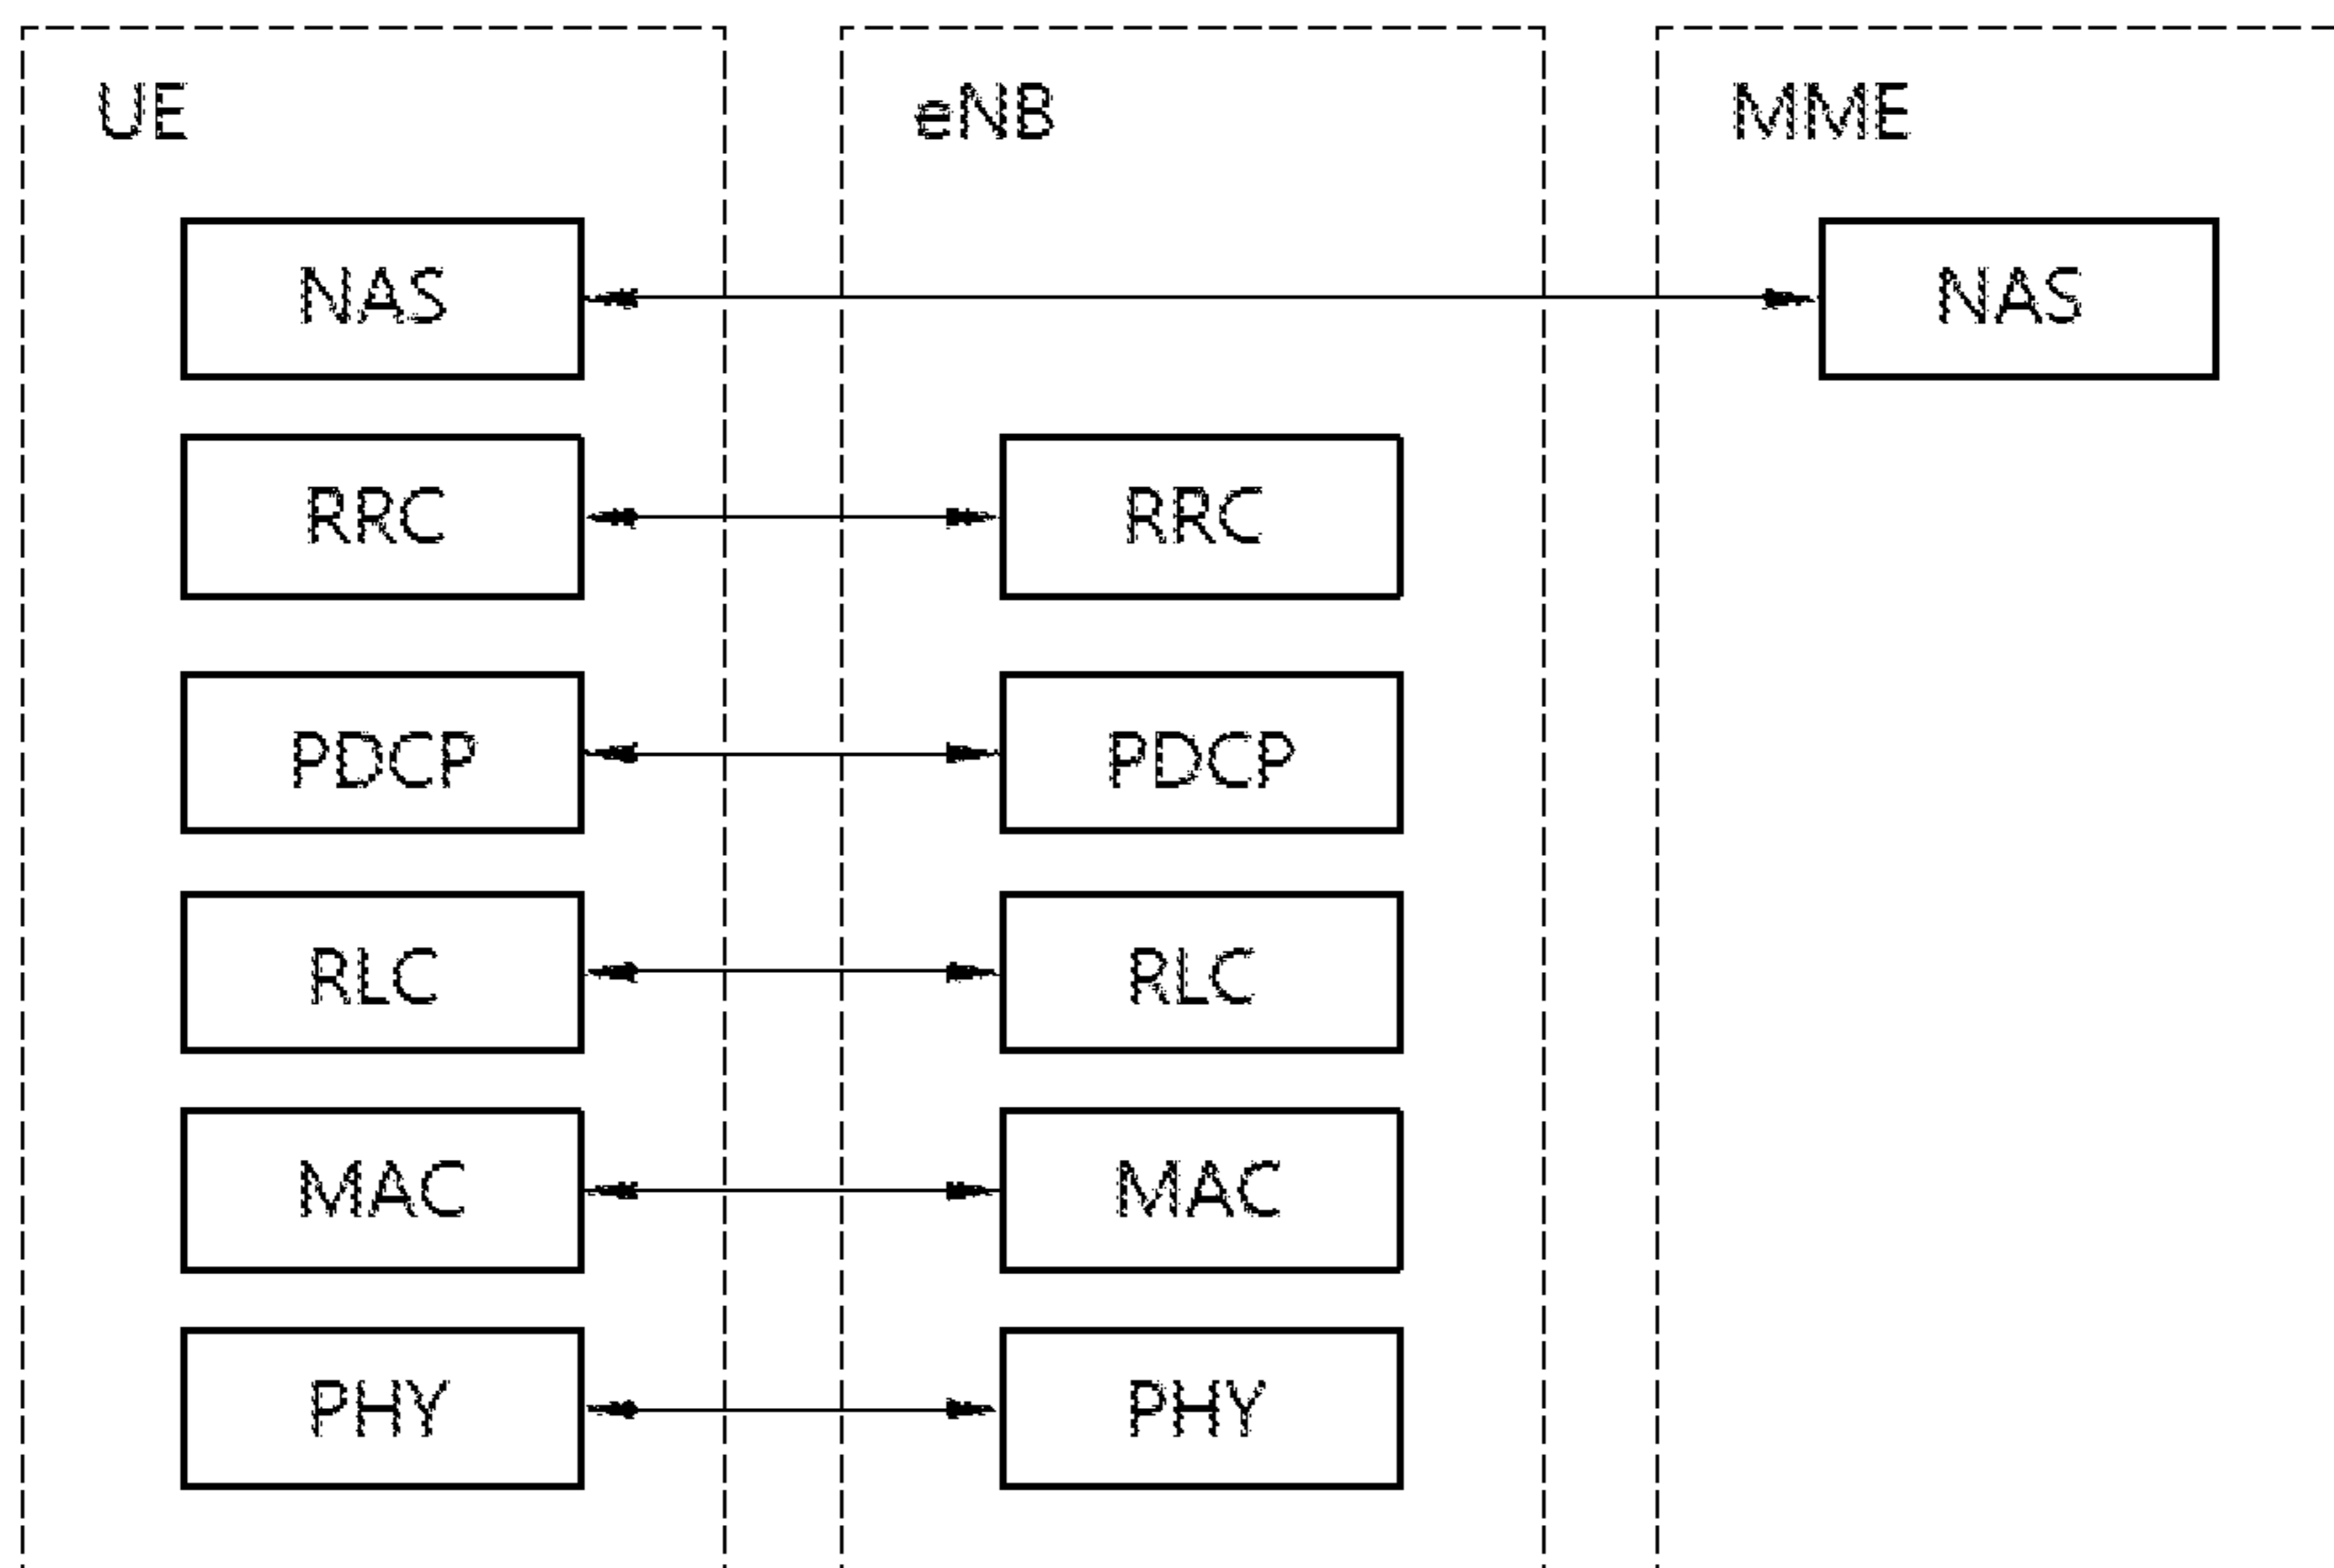 UE eNB MME
NAS NAS
RRC RRC
PDCP PDCP
RLC RLC
MAC MAC
PHY PHY